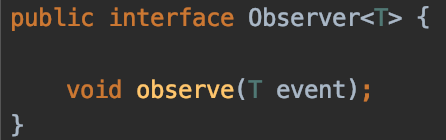 public interface Observer<T> {
void observe(T event);
}